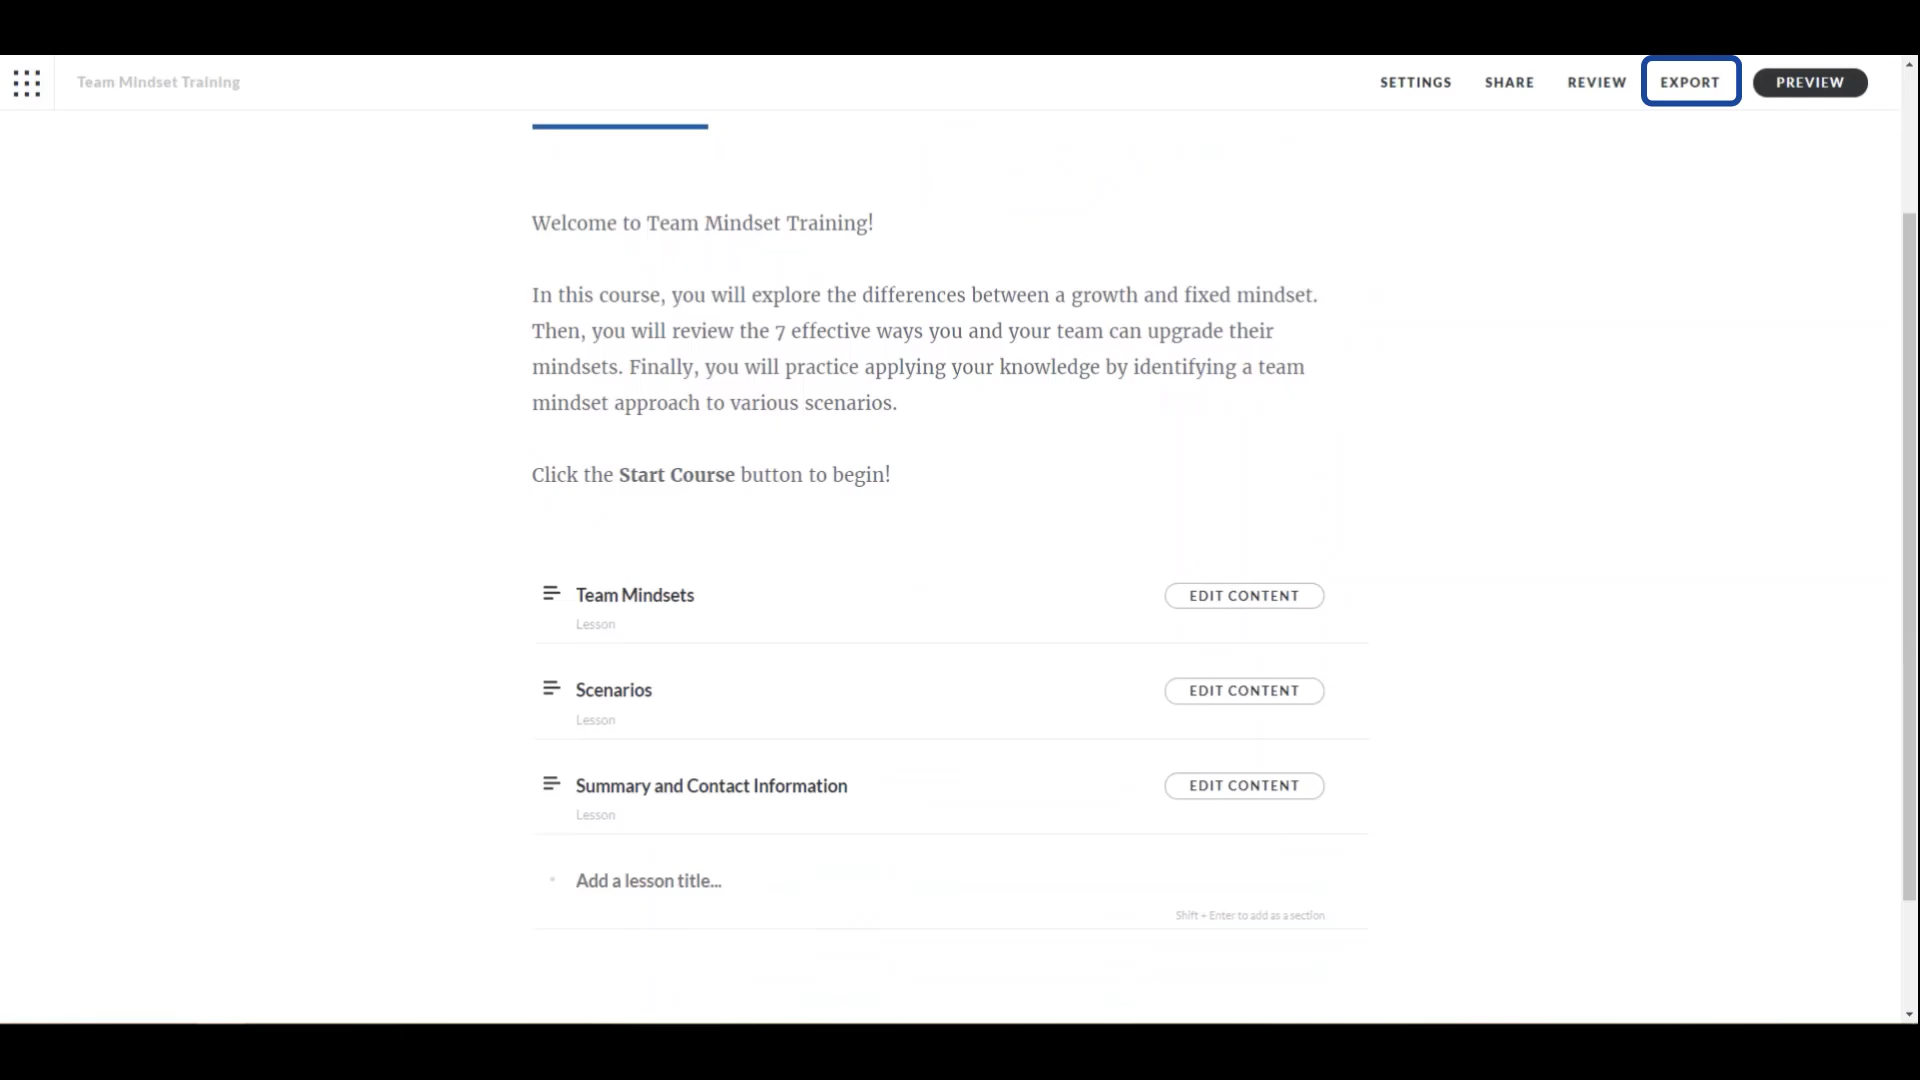 Team Mindset Training
SETTINGS SHARE REVIEW EXPORT PREVIEW
Welcome to Team Mindset Training!
In this course, you will explore the differences between a growth and fixed mindset.
Then, you will review the 7 effective ways you and your team can upgrade their
mindsets. Finally, you will practice applying your knowledge by identifying a team
mindset approach to various scenarios.
Click the Start Course button to begin!
Team Mindsets EDIT CONTENT
Lesson
Scenarios EDIT CONTENT
Lesson
Summary and Contact Information EDIT CONTENT
Lesson
Add a lesson title...
Shift + Enter to add as a section